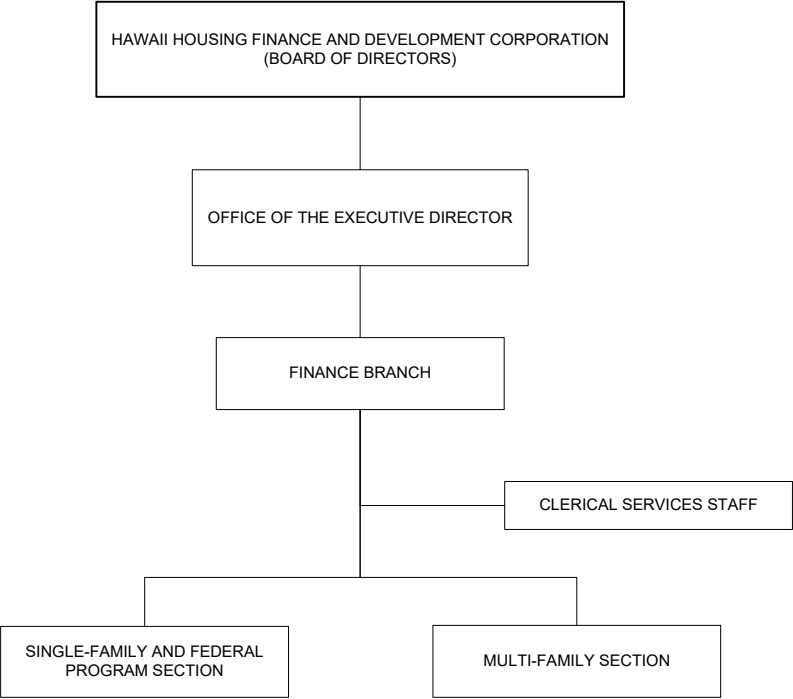 HAWAII HOUSING FINANCE AND DEVELOPMENT CORPORATION
(BOARD OF DIRECTORS)
OFFICE OF THE EXECUTIVE DIRECTOR
FINANCE BRANCH
CLERICAL SERVICES STAFF
SINGLE-FAMILY AND FEDERAL
PROGRAM SECTION
MULTI-FAMILY SECTION